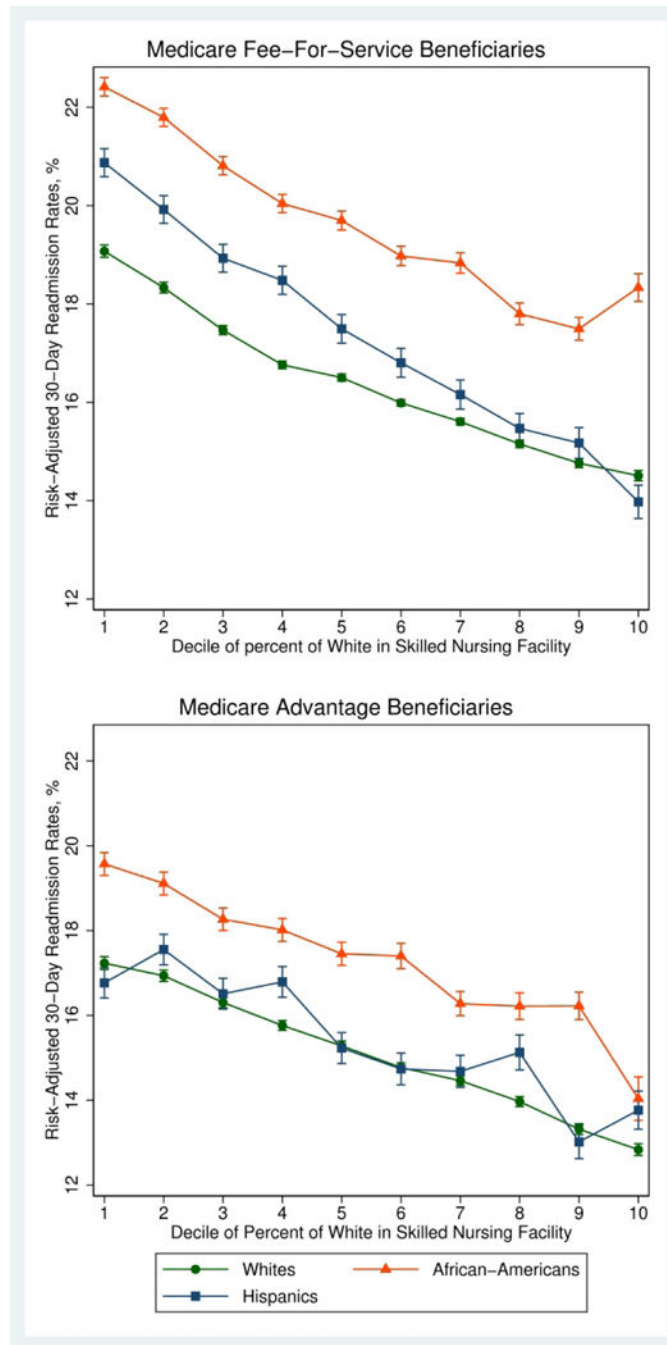 Medicare Fee-For-Service Beneficiaries
Risk-Adjusted 30-Day Readmission Rates, %
22
20
18
16
14
12
1 2 3 4 5 6 7 8 9 10
Decile of percent of White in Skilled Nursing Facility
Medicare Advantage Beneficiaries
Risk-Adjusted 30-Day Readmission Rates, %
22
20
18
16
14
12
1 2 3 4 5 6 7 8 9 10
Decile of Percent of White in Skilled Nursing Facility
Whites African-Americans
Hispanics